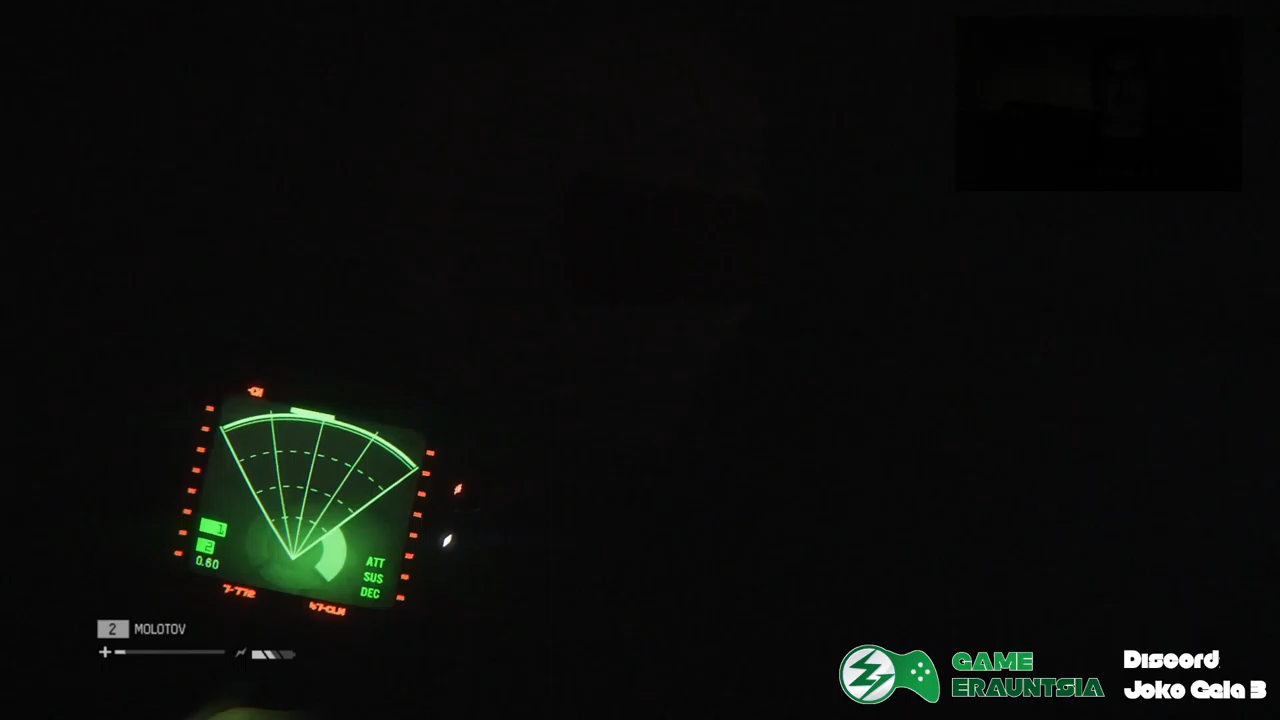 1
2
0.60
ATT
SUS
DEC
2 MOLOTOV
GAME
ERAUNTSIA
Discord
Joko Gela 3